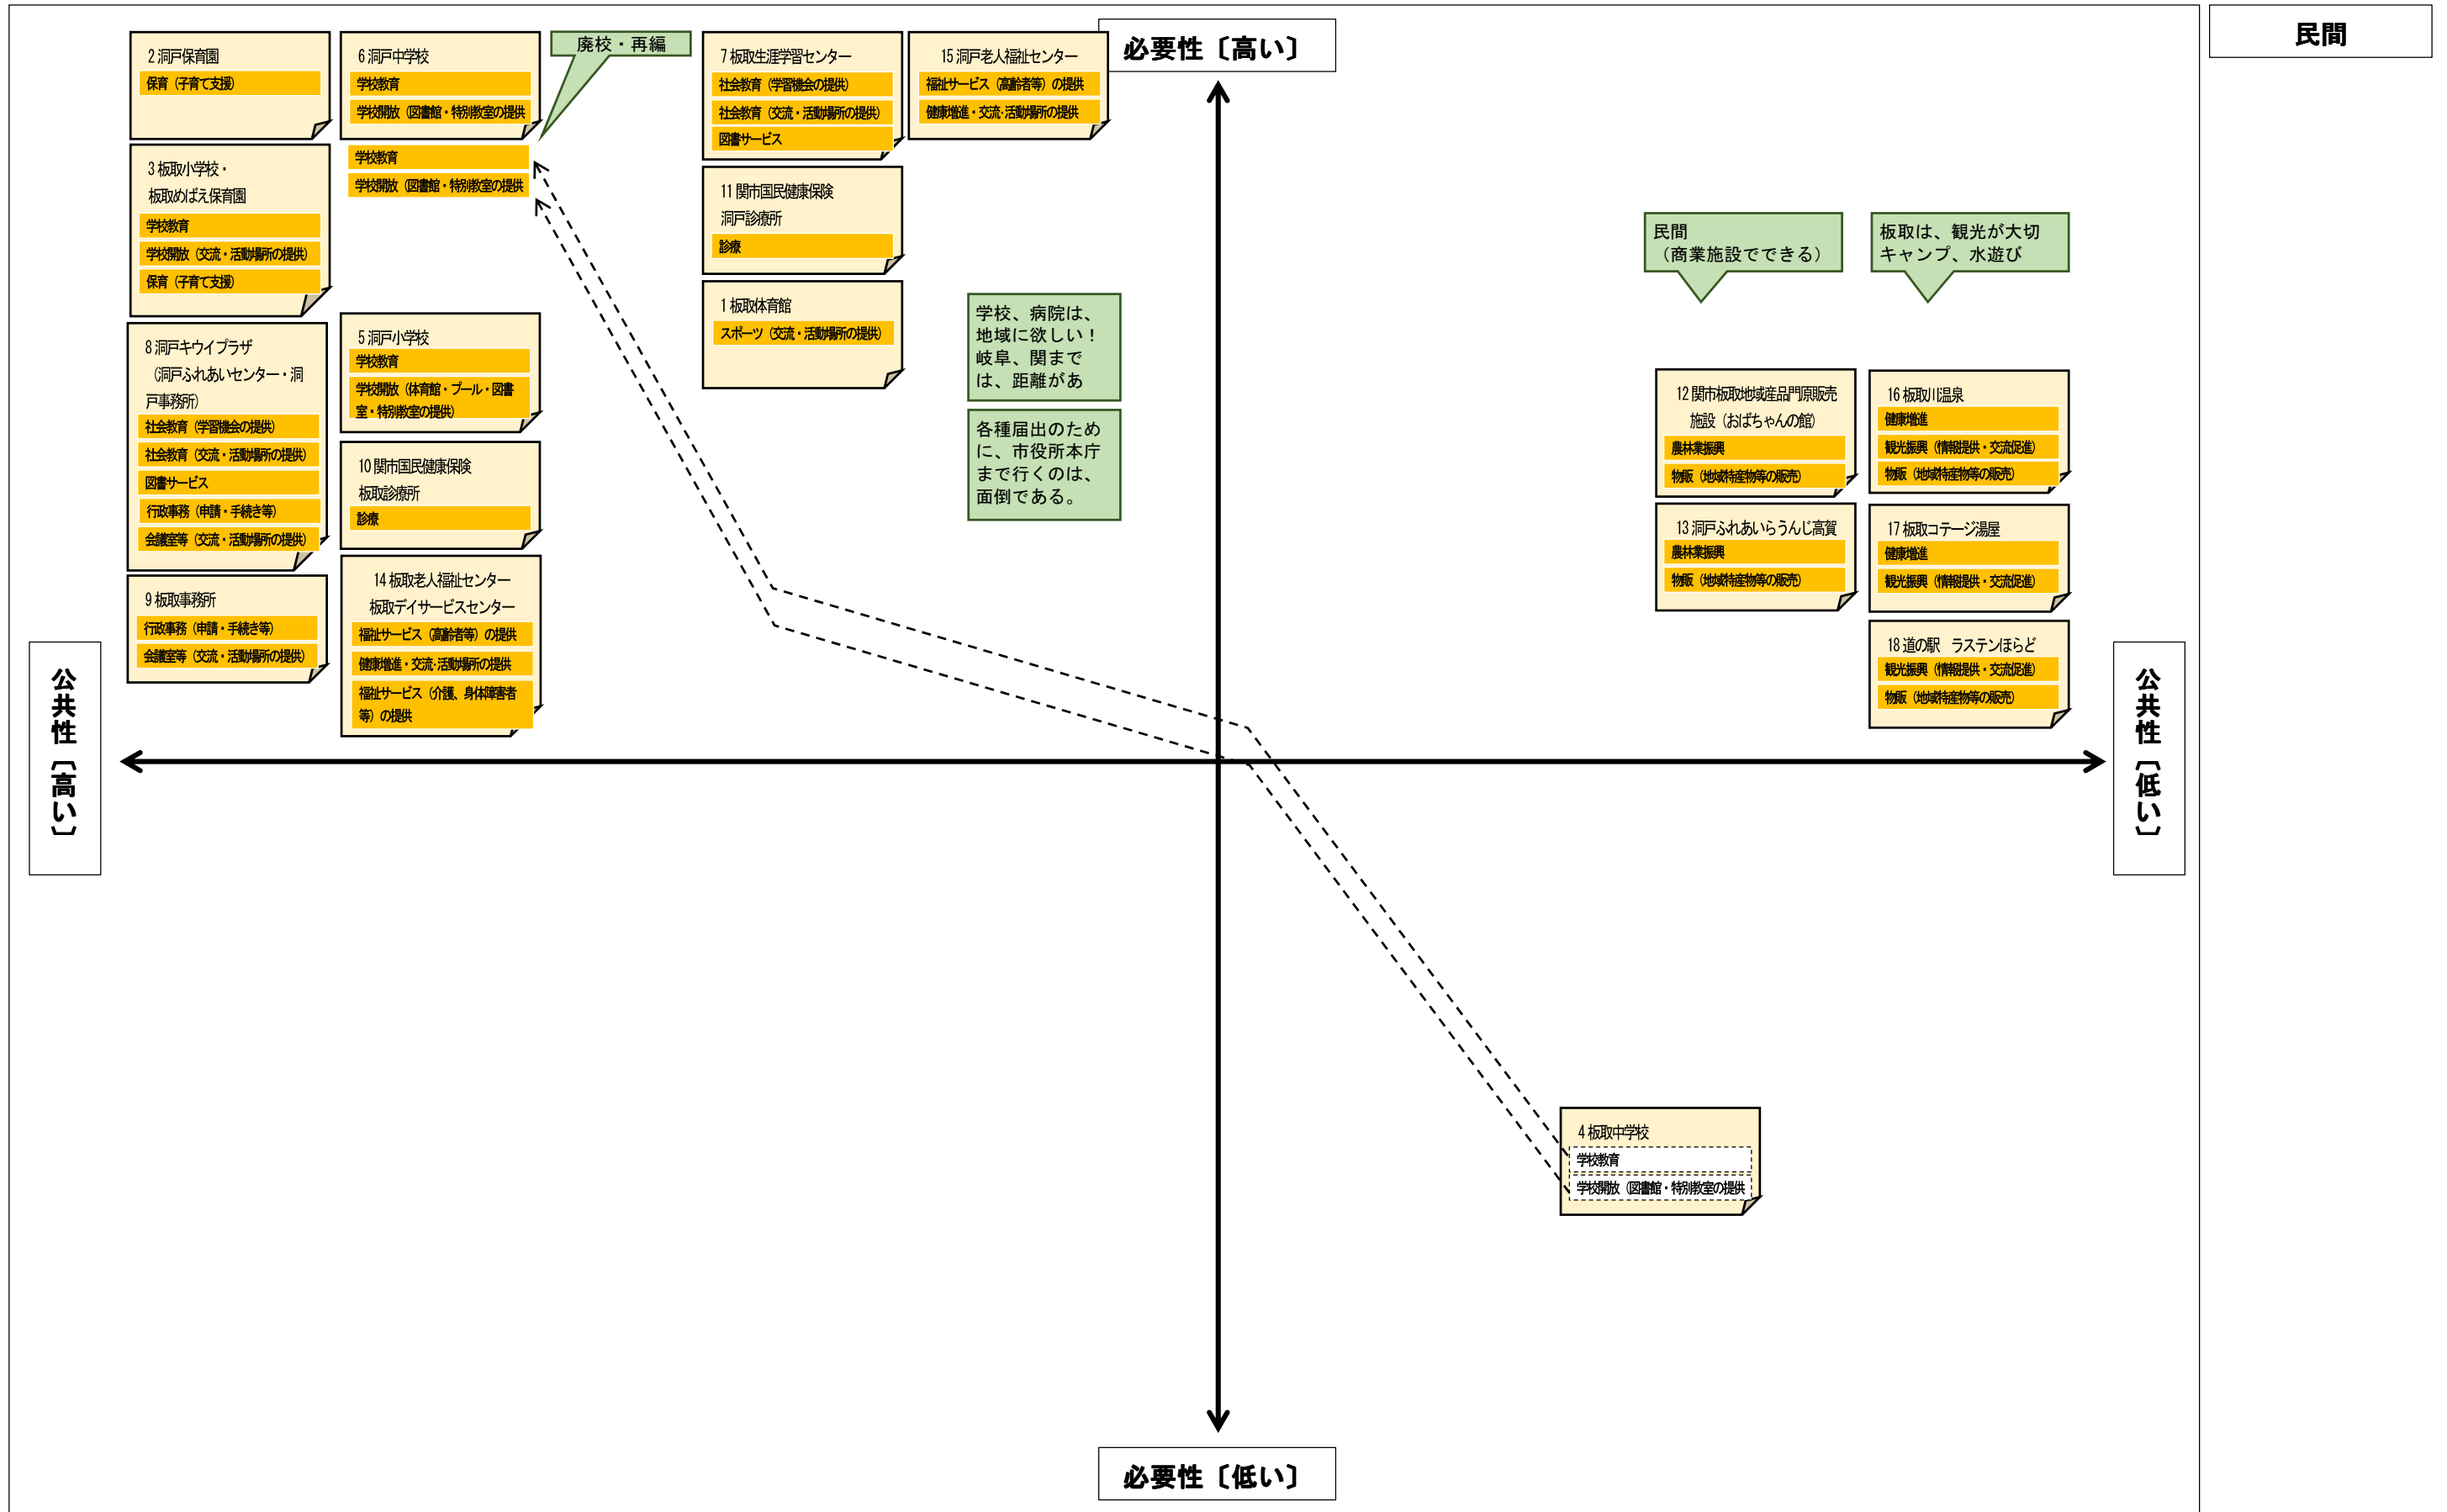 必要性〔高い〕
民間
2 洞戸保育園
保育（子育て支援）
6 洞戸中学校
学校教育
学校開放（図書館・特別教室の提供
廃校・再編
学校教育
学校開放（図書館・特別教室の提供
7 板取生涯学習センター
社会教育（学習機会の提供）
社会教育（交流・活動場所の提供）
図書サービス
15 洞戸老人福祉センター
福祉サービス（高齢者等）の提供
健康増進・交流・活動場所の提供
3 板取小学校・
板取めばえ保育園
学校教育
学校開放（交流・活動場所の提供）
保育（子育て支援）
11 関市国民健康保険
洞戸診療所
診療
1 板取体育館
スポーツ（交流・活動場所の提供）
民間
（商業施設でできる）
板取は、観光が大切
キャンプ、水遊び
学校、病院は、
地域に欲しい！
岐阜、関まで
は、距離があ
各種届出のため
に、市役所本庁
まで行くのは、
面倒である。
8 洞戸キウイプラザ
（洞戸ふれあいセンター・洞
戸事務所）
社会教育（学習機会の提供）
社会教育（交流・活動場所の提供）
図書サービス
行政事務（申請・手続き等）
会議室等（交流・活動場所の提供）
5 洞戸小学校
学校教育
学校開放（体育館・プール・図書
室・特別教室の提供）
10 関市国民健康保険
板取診療所
診療
14 板取老人福祉センター
板取デイサービスセンター
福祉サービス（高齢者等）の提供
健康増進・交流・活動場所の提供
福祉サービス（介護、身体障害者
等）の提供
9 板取事務所
行政事務（申請・手続き等）
会議室等（交流・活動場所の提供）
12 関市板取地域産品門原販売
施設（おばちゃんの館）
農林業振興
物販（地域特産物等の販売）
13 洞戸ふれあいらうんじ高賀
農林業振興
物販（地域特産物等の販売）
16 板取川温泉
健康増進
観光振興（情報提供・交流促進）
物販（地域特産物等の販売）
17 板取コテージ湯屋
健康増進
観光振興（情報提供・交流促進）
18 道の駅　ラステンほらど
観光振興（情報提供・交流促進）
物販（地域特産物等の販売）
公共性〔高い〕
公共性〔低い〕
4 板取中学校
学校教育
学校開放（図書館・特別教室の提供
必要性〔低い〕